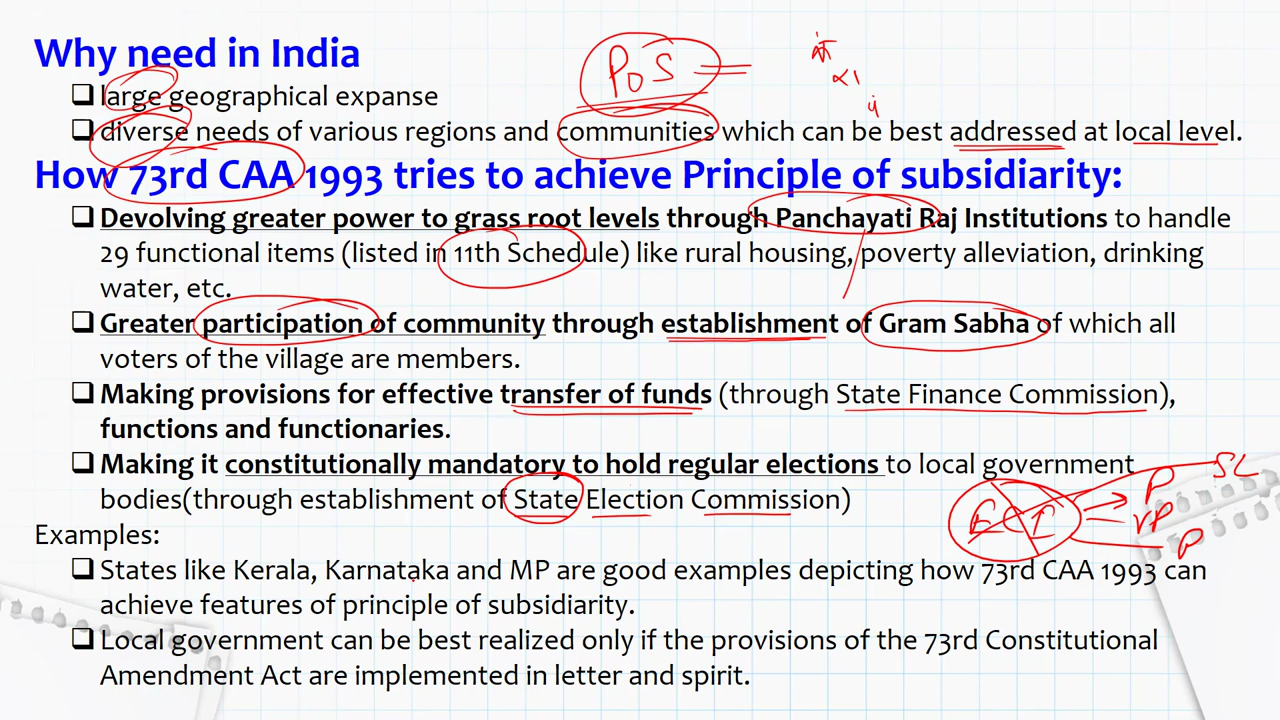 Why need in India
POS
❑ large geographical expanse
❑ diverse needs of various regions and communities which can be best addressed at local level.
How 73rd CAA 1993 tries to achieve Principle of subsidiarity:
❑ Devolving greater power to grass root levels through Panchayati Raj Institutions to handle
29 functional items (listed in 11th Schedule) like rural housing, poverty alleviation, drinking
water, etc.
❑ Greater participation of community through establishment of Gram Sabha of which all
voters of the village are members.
❑ Making provisions for effective transfer of funds (through State Finance Commission),
functions and functionaries.
❑ Making it constitutionally mandatory to hold regular elections to local government
bodies(through establishment of State Election Commission)
ECI
P
SL
VP
P
Examples:
❑ States like Kerala, Karnataka and MP are good examples depicting how 73rd CAA 1993 can
achieve features of principle of subsidiarity.
❑ Local government can be best realized only if the provisions of the 73rd Constitutional
Amendment Act are implemented in letter and spirit.